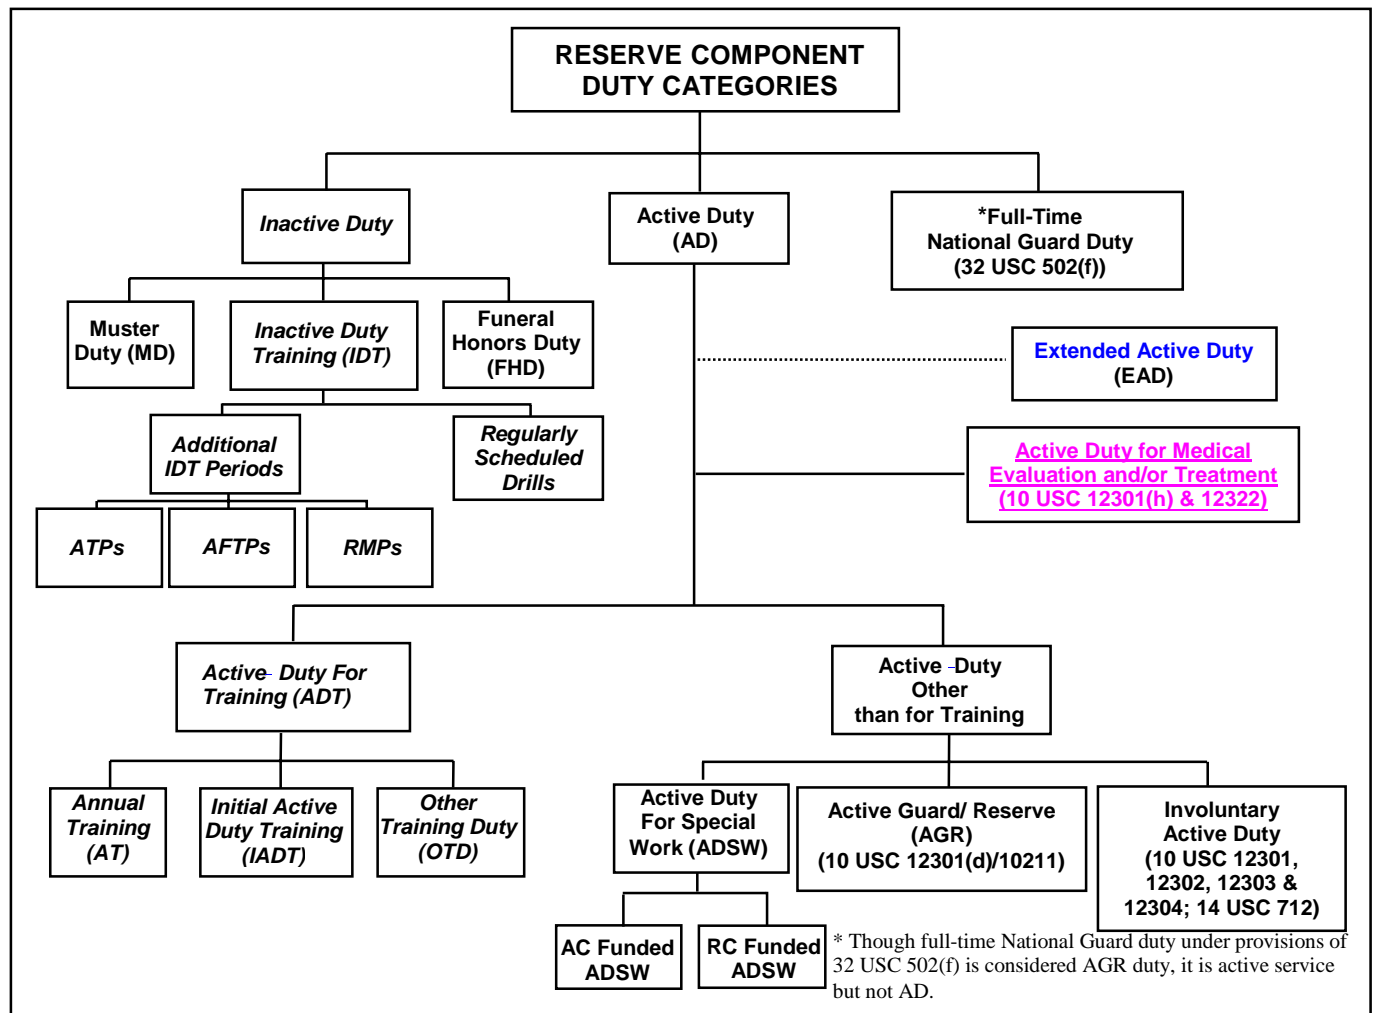 RESERVE COMPONENT
DUTY CATEGORIES
Inactive Duty
Active Duty
(AD)
*Full-Time
National Guard Duty
(32 USC 502(f))
Muster
Duty (MD)
Inactive Duty
Training (IDT)
Funeral
Honors Duty
(FHD)
Extended Active Duty
(EAD)
Additional
IDT Periods
Regularly
Scheduled
Drills
Active Duty for Medical
Evaluation and/or Treatment
(10 USC 12301(h) & 12322)
ATPs
AFTPs
RMPs
Active- Duty For
Training (ADT)
Active -Duty
Other
than for Training
Annual
Training
(AT)
Initial Active
Duty Training
(IADT)
Other
Training Duty
(OTD)
Active Duty
For Special
Work (ADSW)
Active Guard/ Reserve
(AGR)
(10 USC 12301(d)/10211)
Involuntary
Active Duty
(10 USC 12301,
12302, 12303 &
12304; 14 USC 712)
AC Funded
ADSW
RC Funded
ADSW
* Though full-time National Guard duty under provisions of
32 USC 502(f) is considered AGR duty, it is active service
but not AD.